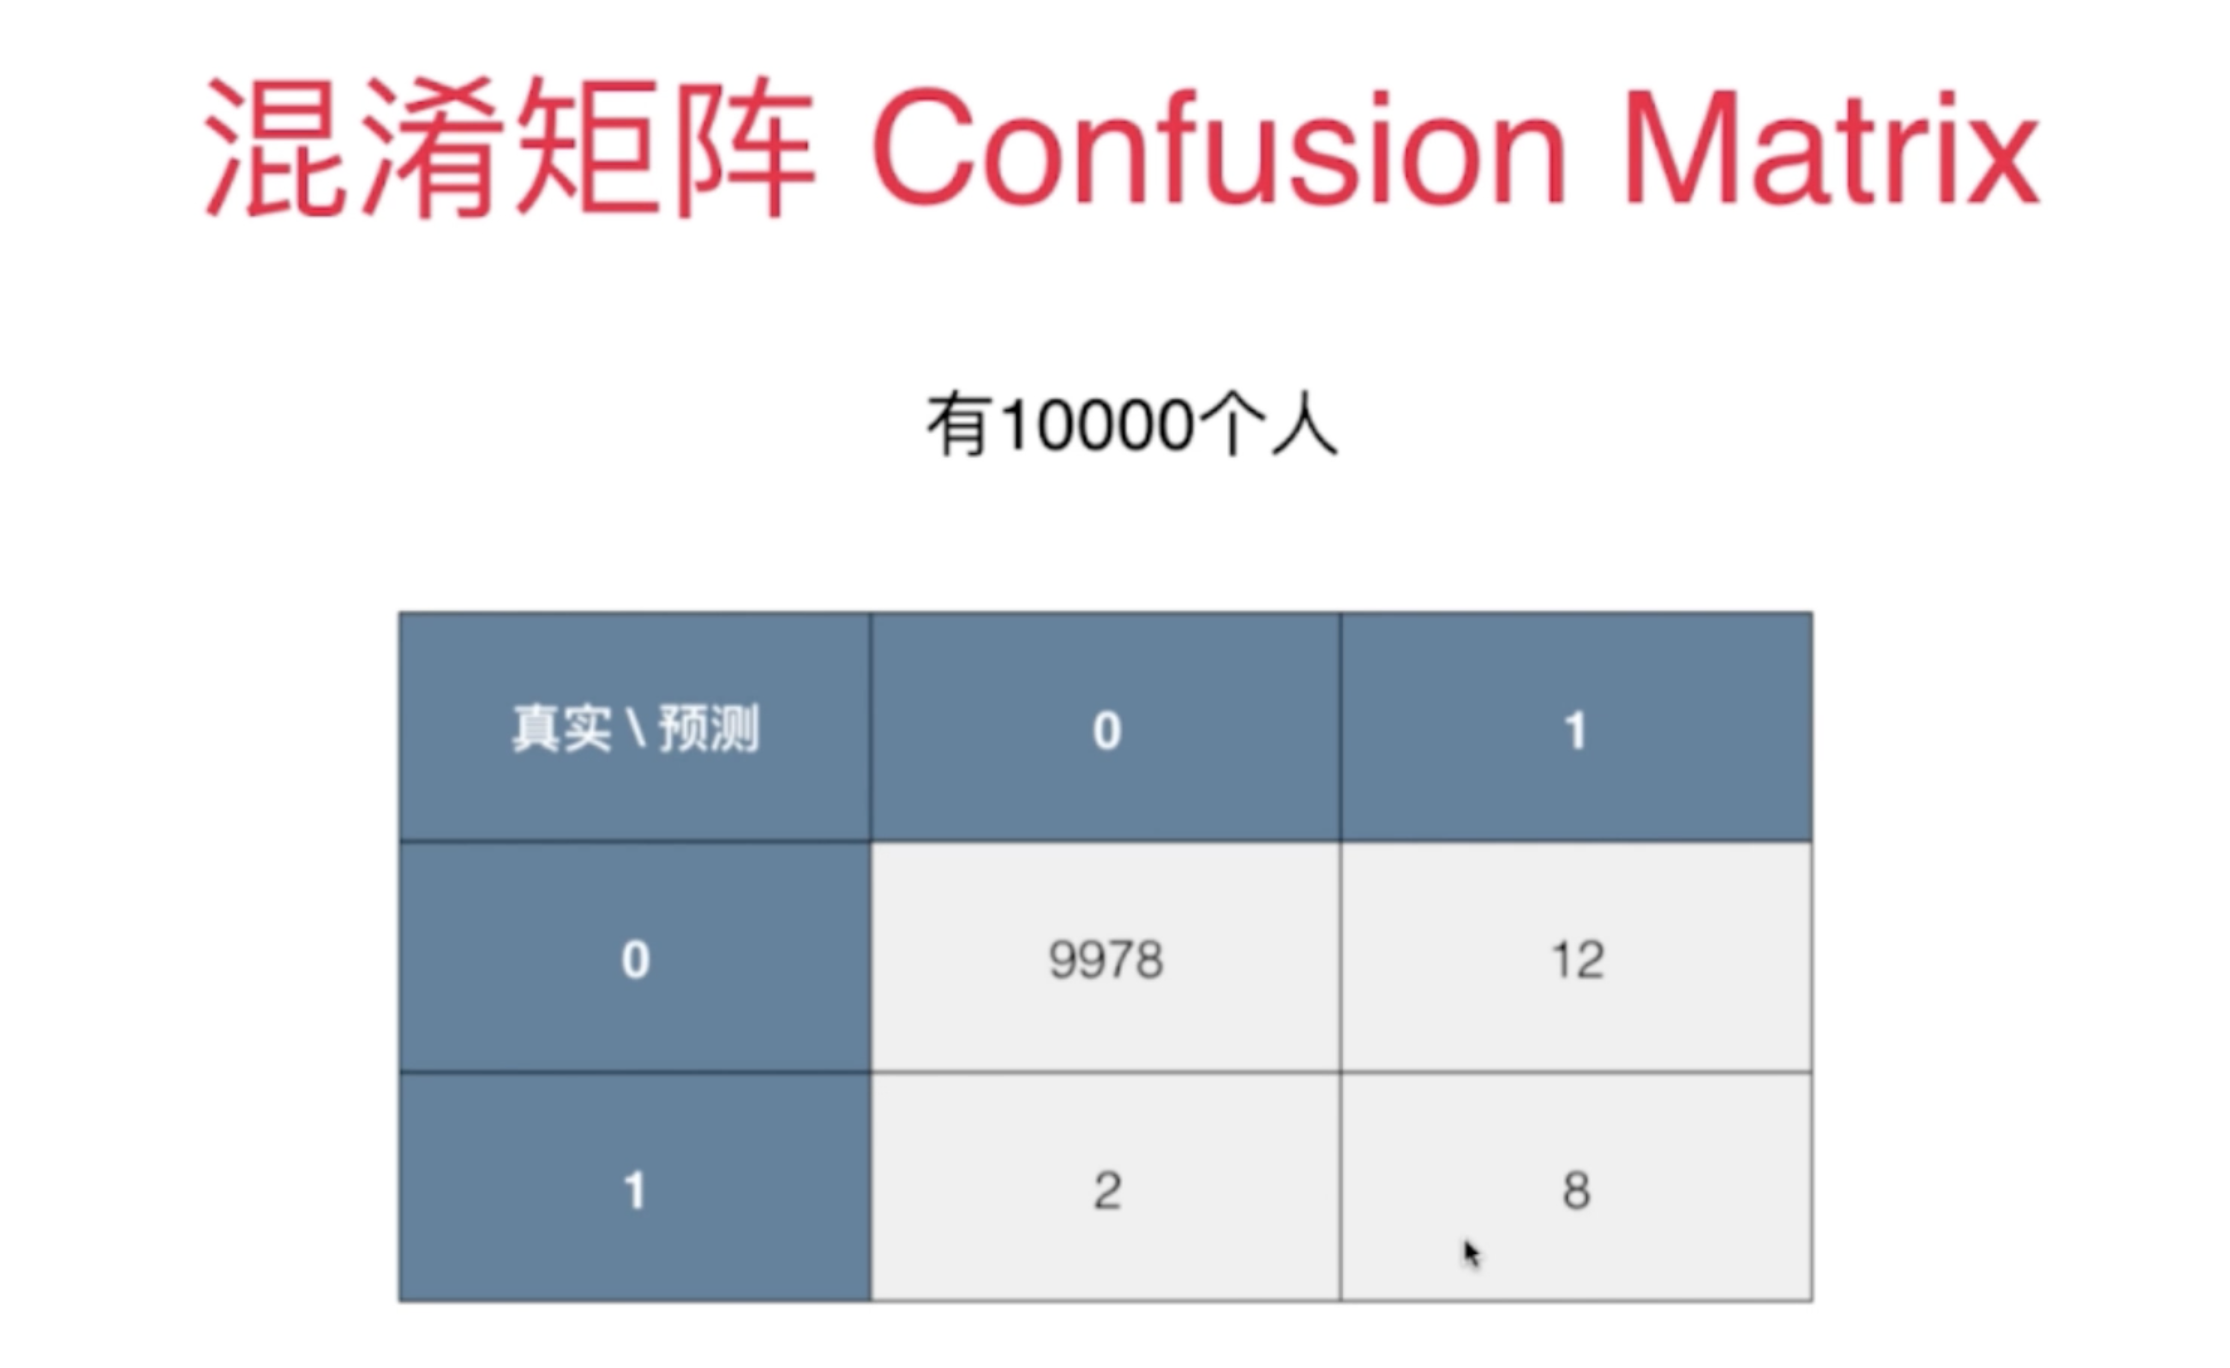 混淆矩阵 Confusion Matrix
有10000个人
真实 \ 预测 0 1
0 9978 12
1 2 8